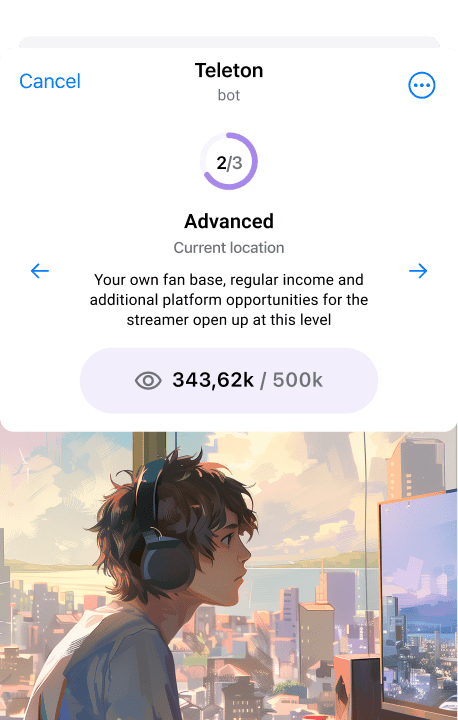 Cancel
Teleton
bot
2/3
Advanced
Current location
Your own fan base, regular income and
additional platform opportunities for the
streamer open up at this level
343,62k / 500k